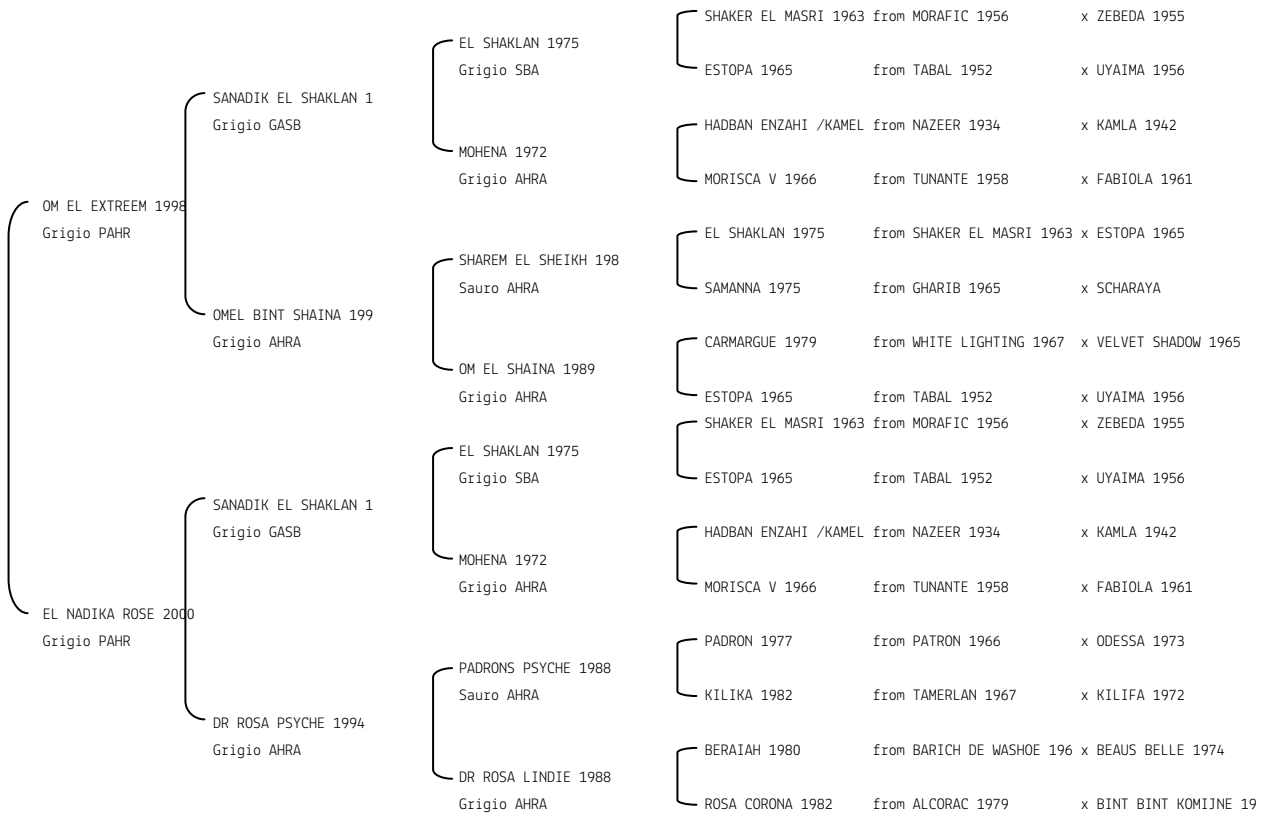 SHAKER EL MASRI 1963 from MORAFIC 1956 x ZEBEDA 1955
EL SHAKLAN 1975
Grigio SBA
ESTOPA 1965 from TABAL 1952 x UYAIMA 1956
SANADIK EL SHAKLAN 1
Grigio GASB
HADBAN ENZAHI /KAMEL from NAZEER 1934 x KAMLA 1942
MOHENA 1972
Grigio AHRA
MORISCA V 1966 from TUNANTE 1958 x FABIOLA 1961
OM EL EXTREEM 1998
Grigio PAHR
EL SHAKLAN 1975 from SHAKER EL MASRI 1963 x ESTOPA 1965
SHAREM EL SHEIKH 198
Sauro AHRA
SAMANNA 1975 from GHARIB 1965 x SCHARAYA
OMEL BINT SHAINA 199
Grigio AHRA
CARMARGUE 1979 from WHITE LIGHTING 1967 x VELVET SHADOW 1965
OM EL SHAINA 1989
Grigio AHRA
ESTOPA 1965 from TABAL 1952 x UYAIMA 1956
SHAKER EL MASRI 1963 from MORAFIC 1956 x ZEBEDA 1955
EL SHAKLAN 1975
Grigio SBA
ESTOPA 1965 from TABAL 1952 x UYAIMA 1956
SANADIK EL SHAKLAN 1
Grigio GASB
HADBAN ENZAHI /KAMEL from NAZEER 1934 x KAMLA 1942
MOHENA 1972
Grigio AHRA
MORISCA V 1966 from TUNANTE 1958 x FABIOLA 1961
EL NADIKA ROSE 2000
Grigio PAHR
PADRON 1977 from PATRON 1966 x ODESSA 1973
PADRONS PSYCHE 1988
Sauro AHRA
KILIKA 1982 from TAMERLAN 1967 x KILIFA 1972
DR ROSA PSYCHE 1994
Grigio AHRA
BERAIAH 1980 from BARICH DE WASHOE 196 x BEAUS BELLE 1974
DR ROSA LINDIE 1988
Grigio AHRA
ROSA CORONA 1982 from ALCORAC 1979 x BINT BINT KOMIJNE 19